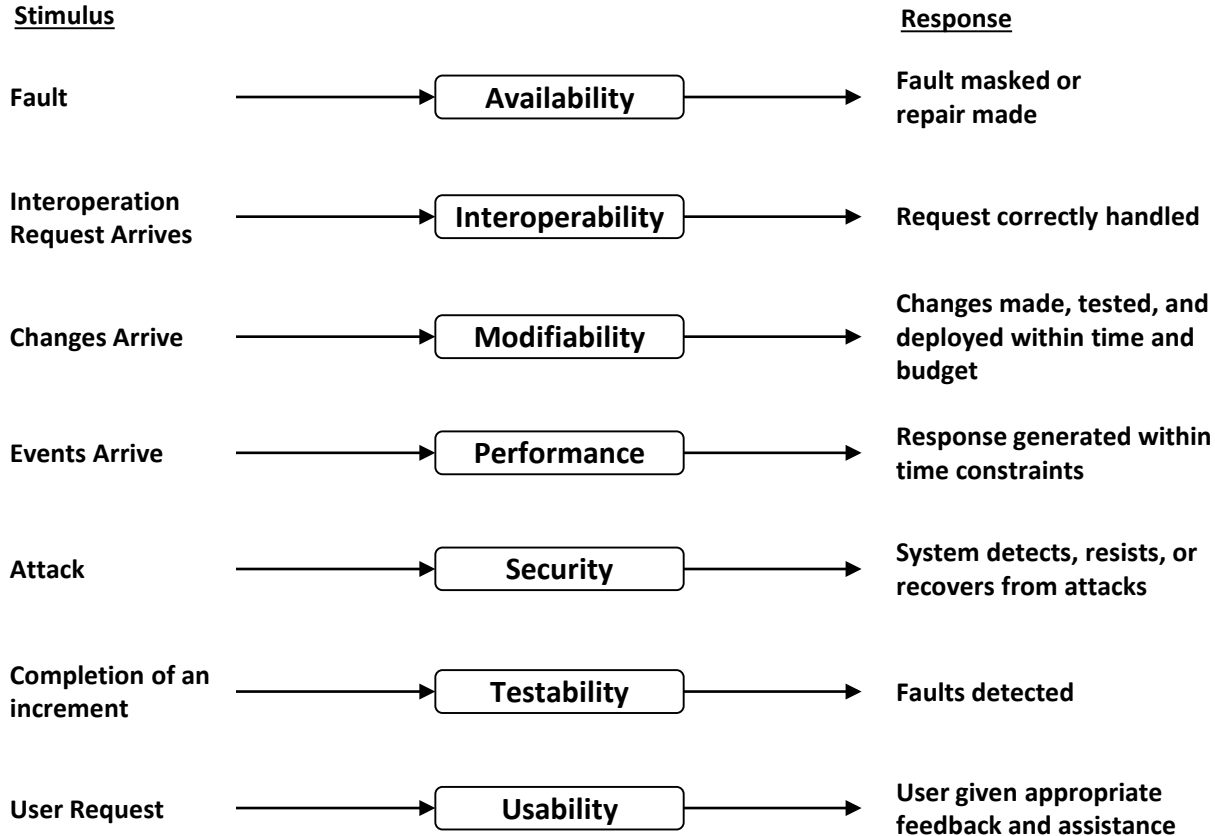 Stimulus
Response
Fault
Availability
Fault masked or
repair made
Interoperation
Request Arrives
Interoperability
Request correctly handled
Changes Arrive
Modifiability
Changes made, tested, and
deployed within time and
budget
Events Arrive
Performance
Response generated within
time constraints
Attack
Security
System detects, resists, or
recovers from attacks
Completion of an
increment
Testability
Faults detected
User Request
Usability
User given appropriate
feedback and assistance